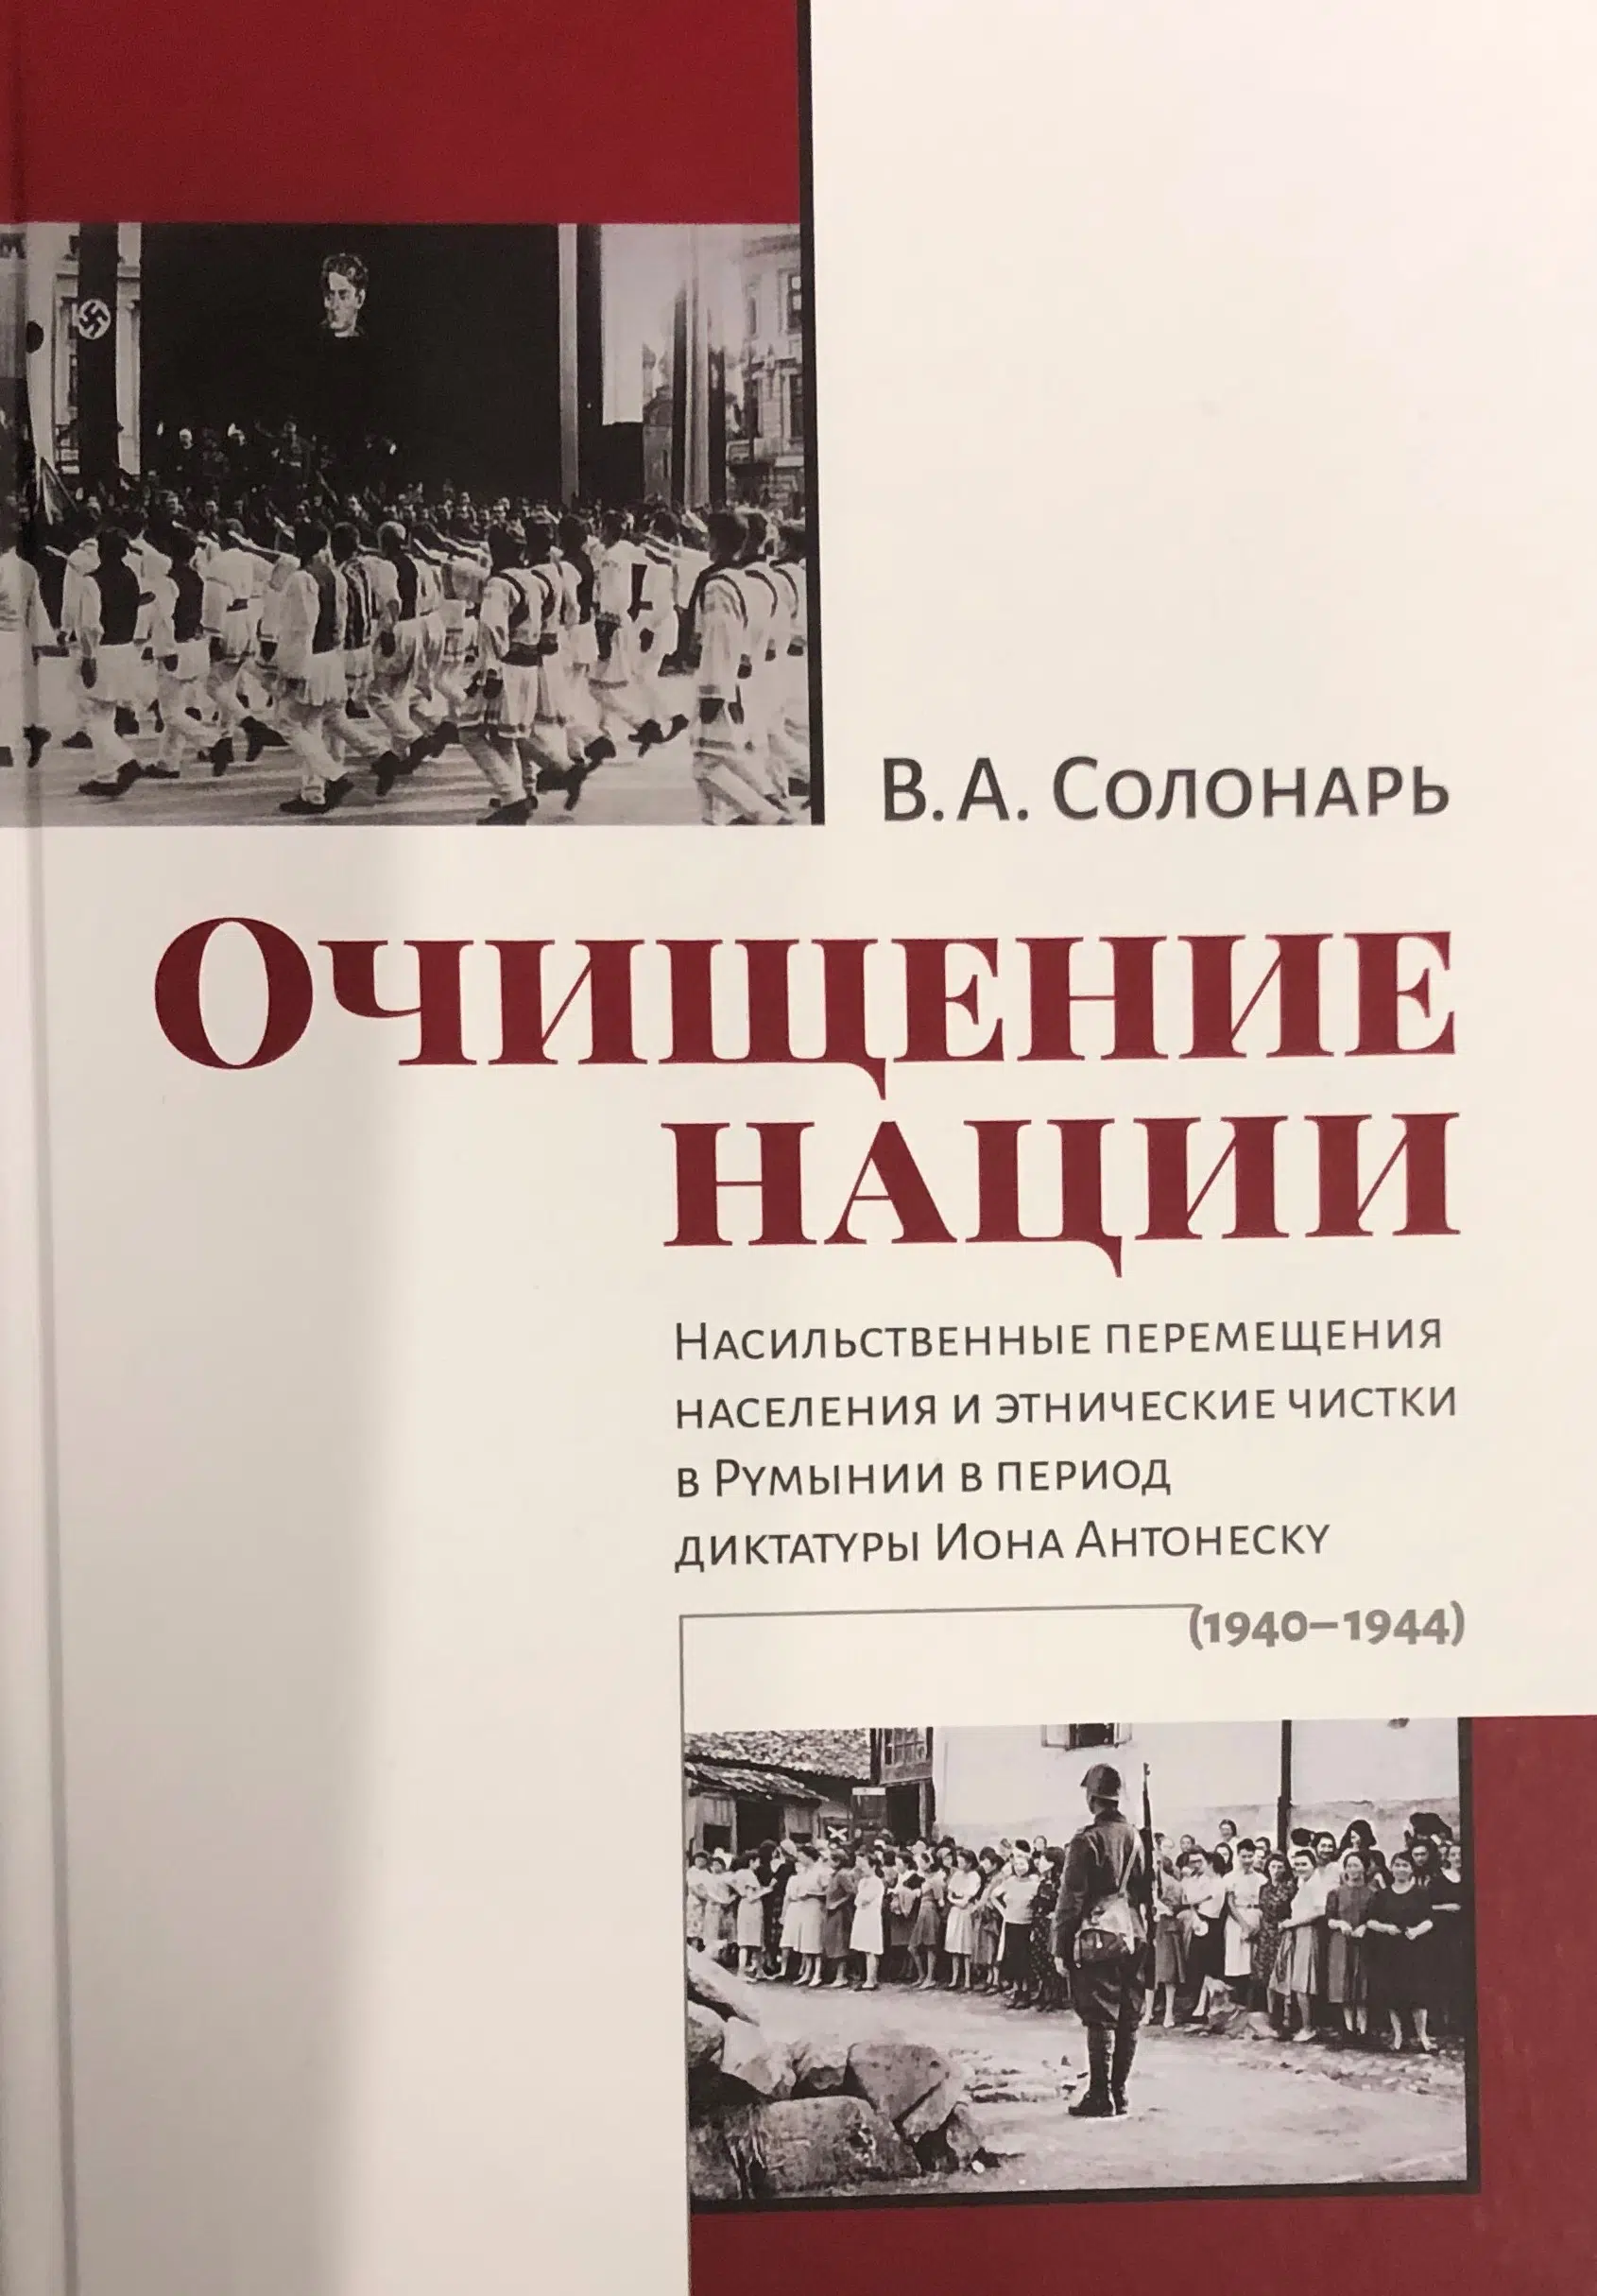 В. А. Солонарь
Очищение
нации
Насильственные перемещения
населения и этнические чистки
в Румынии в период
диктатуры Иона Антонеску
(1940–1944)